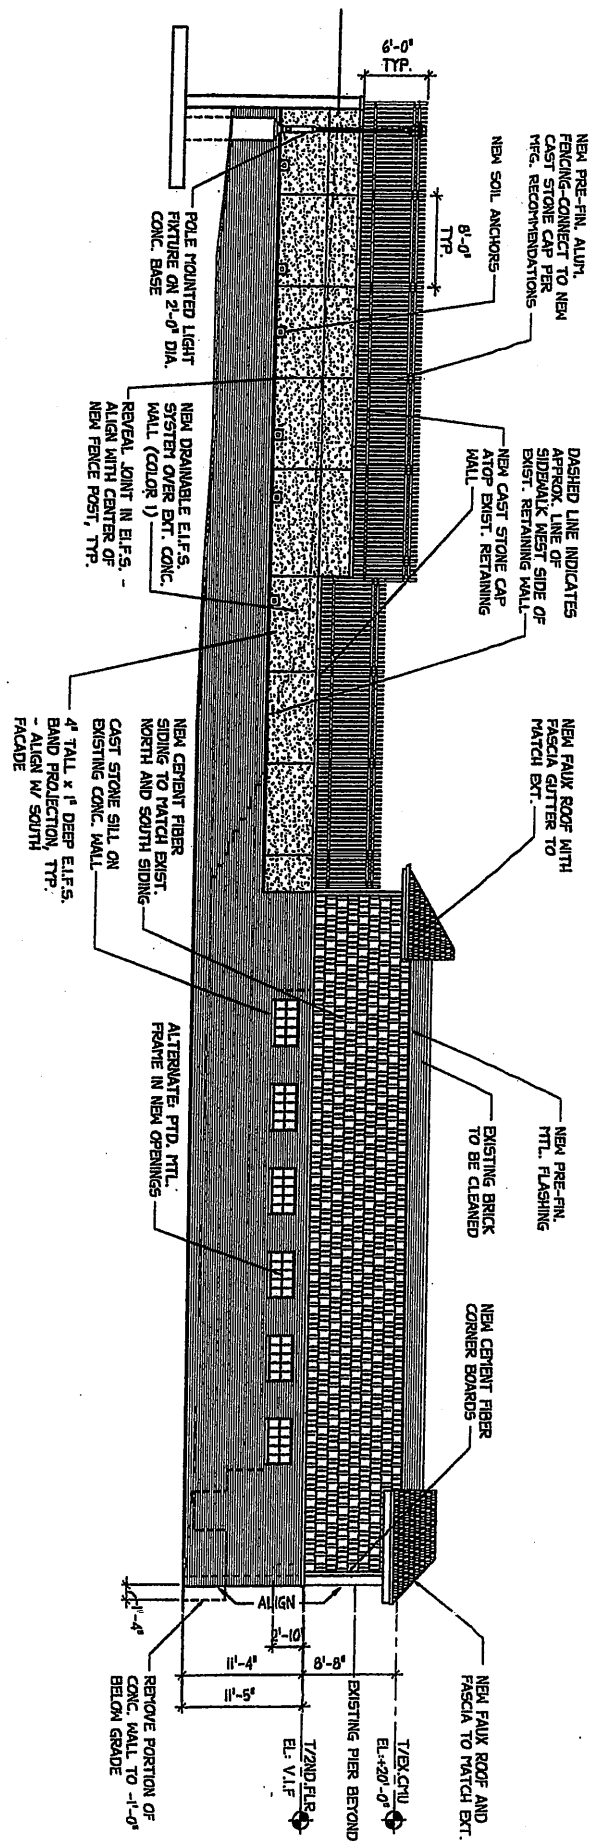 6'-0"
TYP.
NEW PRE-FIN. ALUM.
FENCING-CONNECT TO NEW
CAST STONE CAP PER
MFG. RECOMMENDATIONS
NEW SOIL ANCHORS
8'-0"
TYP.
DASHED LINE INDICATES
APPROX. LINE OF
SIDEWALK WEST SIDE OF
EXIST. RETAINING WALL
NEW CAST STONE CAP
ATOP EXIST. RETAINING
WALL
NEW FAUX ROOF WITH
FASCIA GUTTER TO
MATCH EXT.
NEW PRE-FIN.
MTL. FLASHING
EXISTING BRICK
TO BE CLEANED
NEW CEMENT FIBER
CORNER BOARDS
NEW FAUX ROOF AND
FASCIA TO MATCH EXT.
T/EX.CMU
EL:+20'-0"
EXISTING PIER BEYOND
T/2ND.FLR.
EL: V.I.F
POLE MOUNTED LIGHT
FIXTURE ON 2'-0" DIA.
CONC. BASE
NEW DRAINABLE E.I.F.S.
SYSTEM OVER EXT. CONC.
WALL (COLOR 1)
REVEAL JOINT IN E.I.F.S. -
ALIGN WITH CENTER OF
NEW FENCE POST, TYP.
4" TALL x 1" DEEP E.I.F.S.
BAND PROJECTION, TYP.
- ALIGN W/ SOUTH
FACADE
NEW CEMENT FIBER
SIDING TO MATCH EXIST.
NORTH AND SOUTH SIDING
CAST STONE SILL ON
EXISTING CONC. WALL
ALTERNATE: PTD. MTL.
FRAME IN NEW OPENINGS
ALIGN
8'-8"
11'-4"
11'-5"
REMOVE PORTION OF
CONC. WALL TO -1'-0"
BELOW GRADE